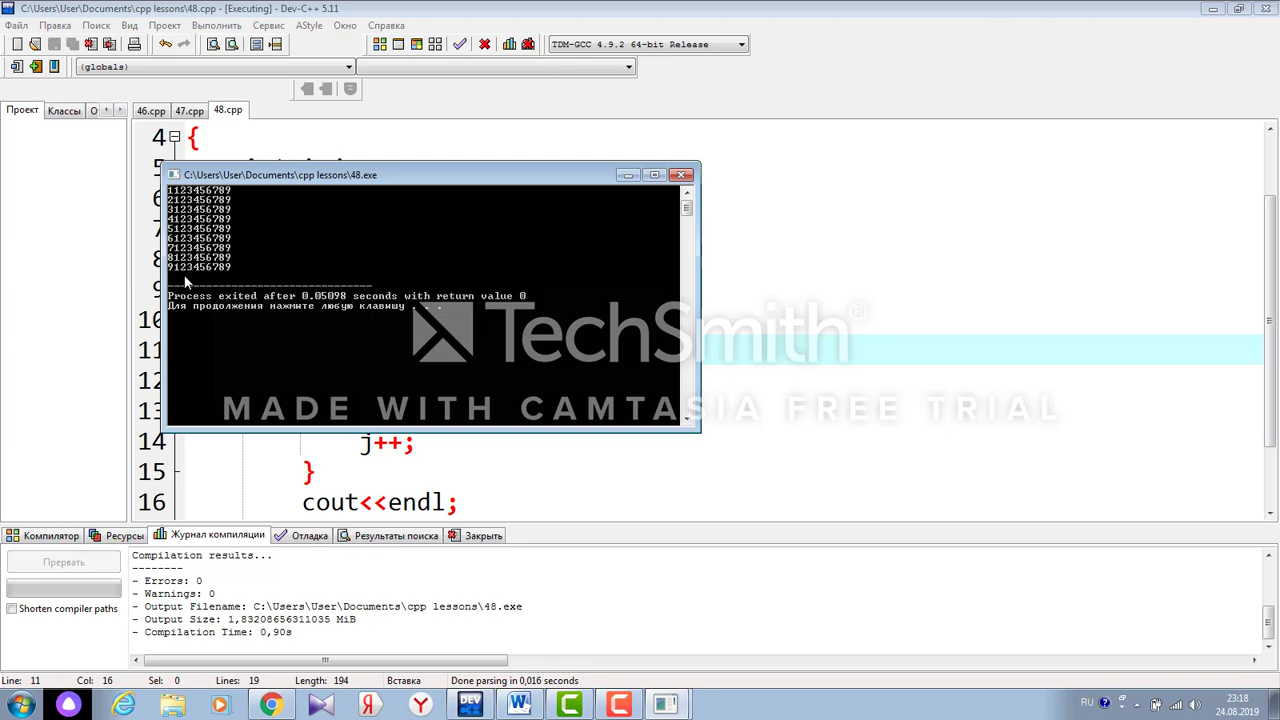 C:\Users\User\Documents\cpp lessons\48.cpp - [Executing] - Dev-C++ 5.11
Файл Правка Поиск Вид Проект Выполнить Сервис AStyle Окно Справка
TDM-GCC 4.9.2 64-bit Release
(globals)
Проект Классы О 46.cpp 47.cpp 48.cpp
4 {
C:\Users\User\Documents\cpp lessons\48.exe
1123456789
2123456789
3123456789
4123456789
5123456789
6123456789
7123456789
8123456789
9123456789
--------------------------------
Process exited after 0.05098 seconds with return value 0
Для продолжения нажмите любую клавишу . . .
TechSmith
MADE WITH CAMTASIA FREE TRIAL
10
11
12
13
14 j++;
15 }
16 cout<<endl;
Компилятор Ресурсы Журнал компиляции Отладка Результаты поиска Закрыть
Прервать
Shorten compiler paths
Compilation results...
--------
- Errors: 0
- Warnings: 0
- Output Filename: C:\Users\User\Documents\cpp lessons\48.exe
- Output Size: 1,83208656311035 MiB
- Compilation Time: 0,90s
Line: 11 Col: 16 Sel: 0 Lines: 19 Length: 194 Вставка Done parsing in 0,016 seconds
RU 23:18
24.08.2019